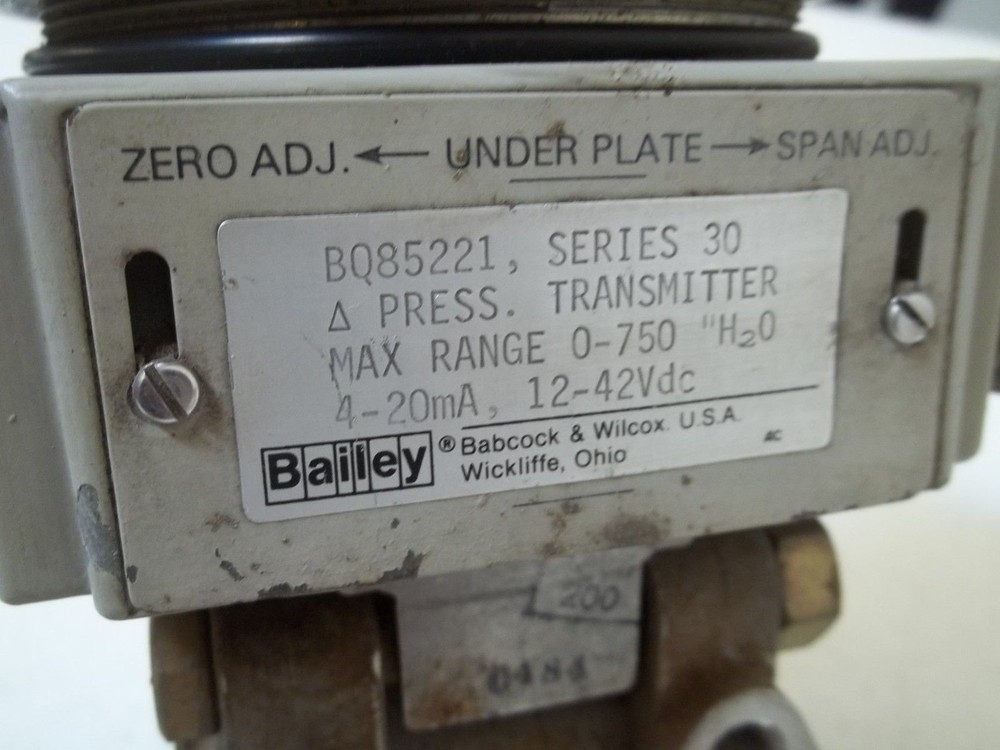 ZERO ADJ. ← UNDER PLATE → SPAN ADJ.
BQ85221, SERIES 30
Δ PRESS. TRANSMITTER
MAX RANGE 0-750 "H₂O
4-20mA, 12-42Vdc
Bailey ® Babcock & Wilcox. U.S.A.
Wickliffe, Ohio
200
0484